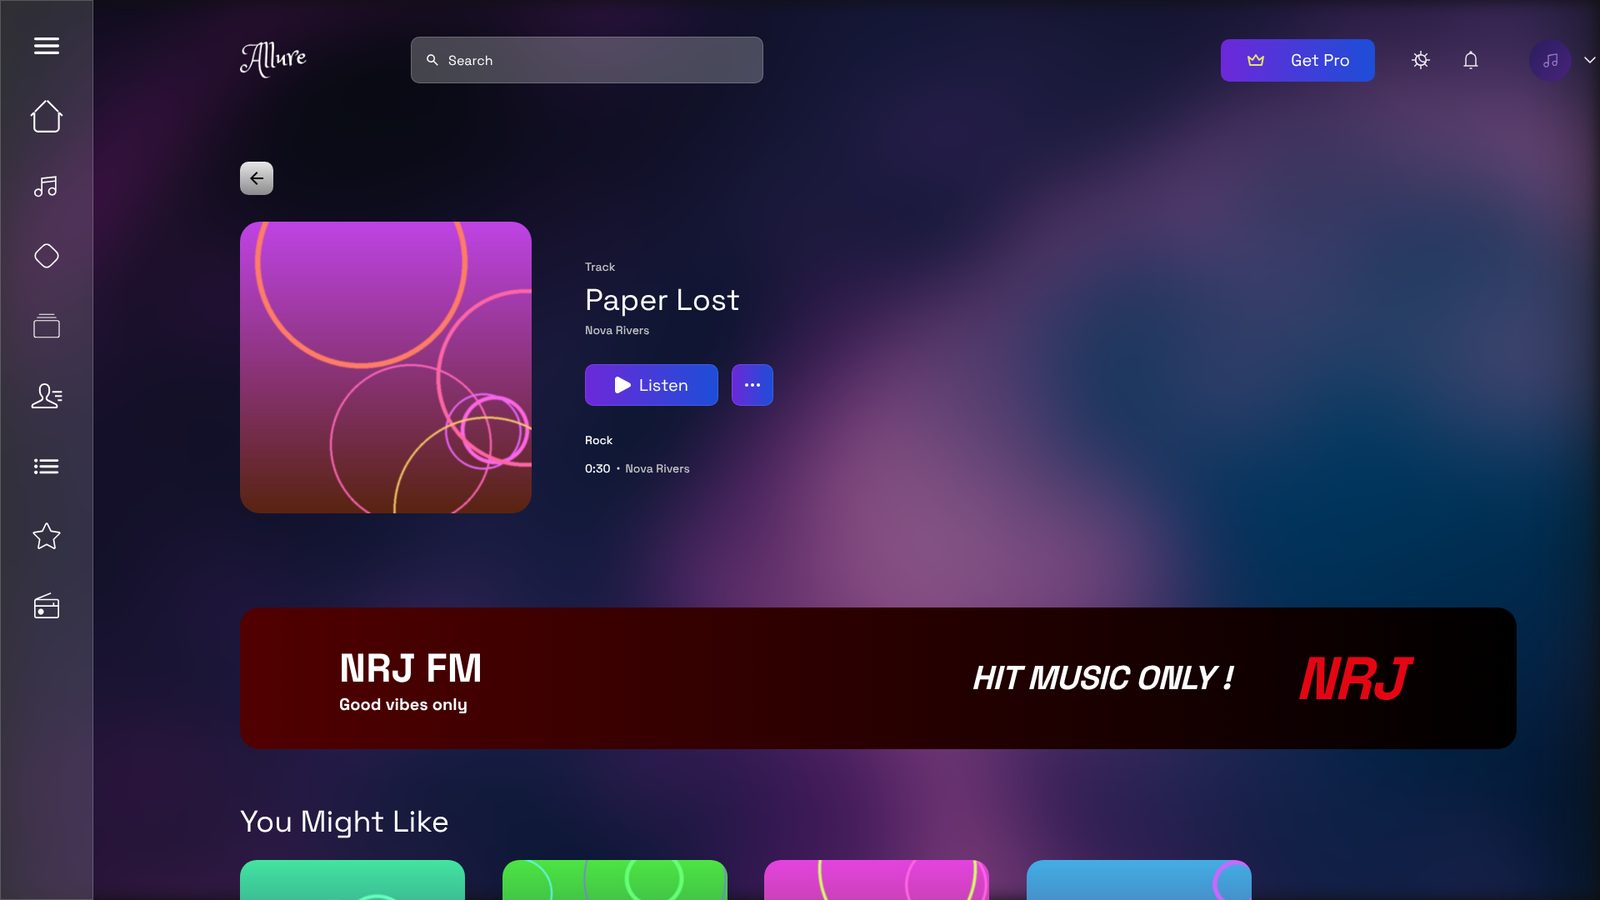 Allure
Search
Get Pro
Track
Paper Lost
Nova Rivers
Listen
Rock
0:30 • Nova Rivers
NRJ FM
Good vibes only
HIT MUSIC ONLY !
NRJ
You Might Like